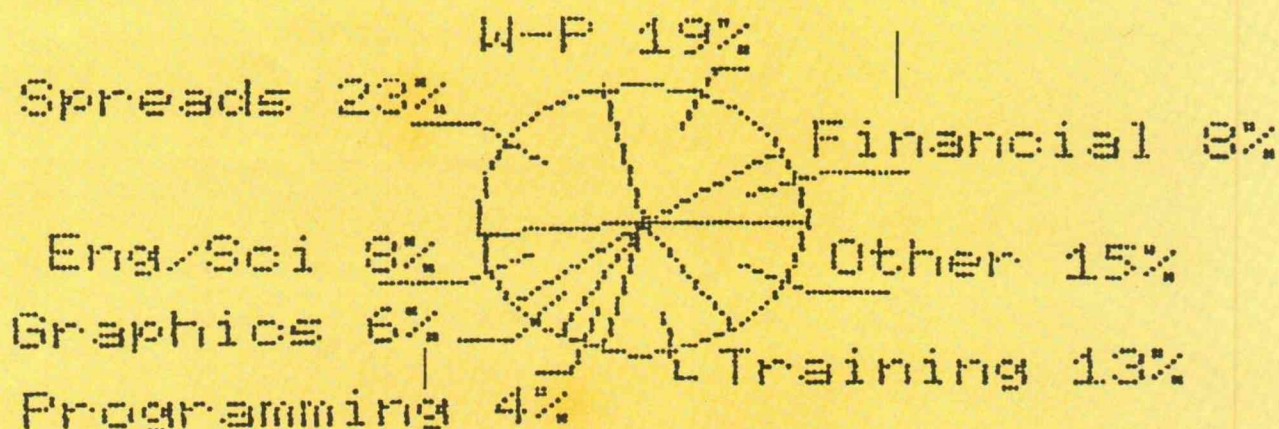 W-P 19%
Spreads 23%
Financial 8%
Eng/Sci 8%
Other 15%
Graphics 6%
Training 13%
Programming 4%